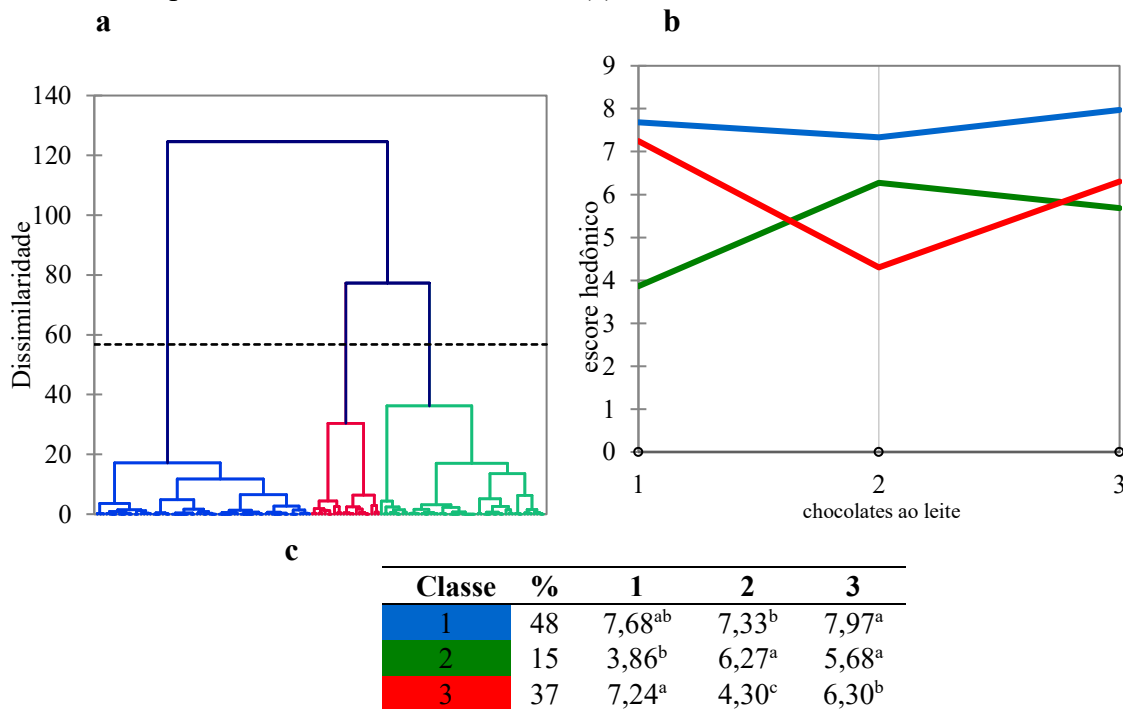 a
b
140
120
100
80
60
40
20
0
Dissimilaridade
9
8
7
6
5
4
3
2
1
0
escore hedônico
1 2 3
chocolates ao leite
c
Classe % 1 2 3
1 48 7,68ab 7,33b 7,97a
2 15 3,86b 6,27a 5,68a
3 37 7,24a 4,30c 6,30b